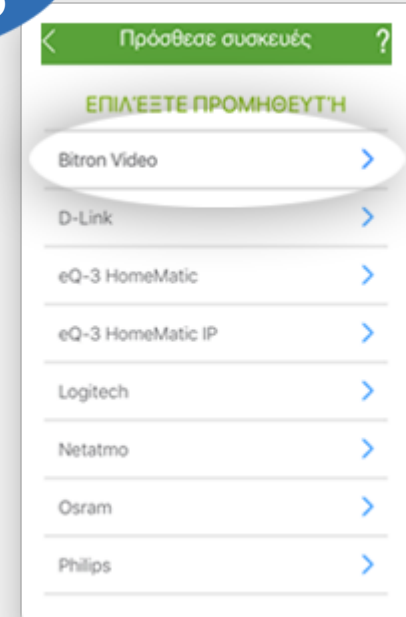 Πρόσθεσε συσκευές ?
ΕΠΙΛΈΞΤΕ ΠΡΟΜΗΘΕΥΤΉ
Bitron Video
D-Link
eQ-3 HomeMatic
eQ-3 HomeMatic IP
Logitech
Netatmo
Osram
Philips